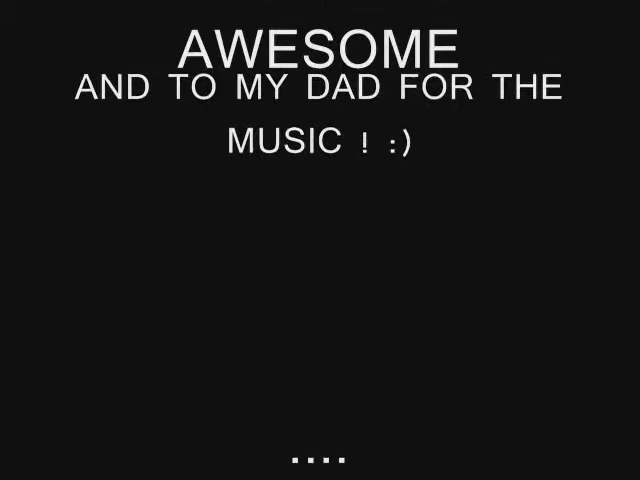 AWESOME
AND TO MY DAD FOR THE
MUSIC ! :)
....